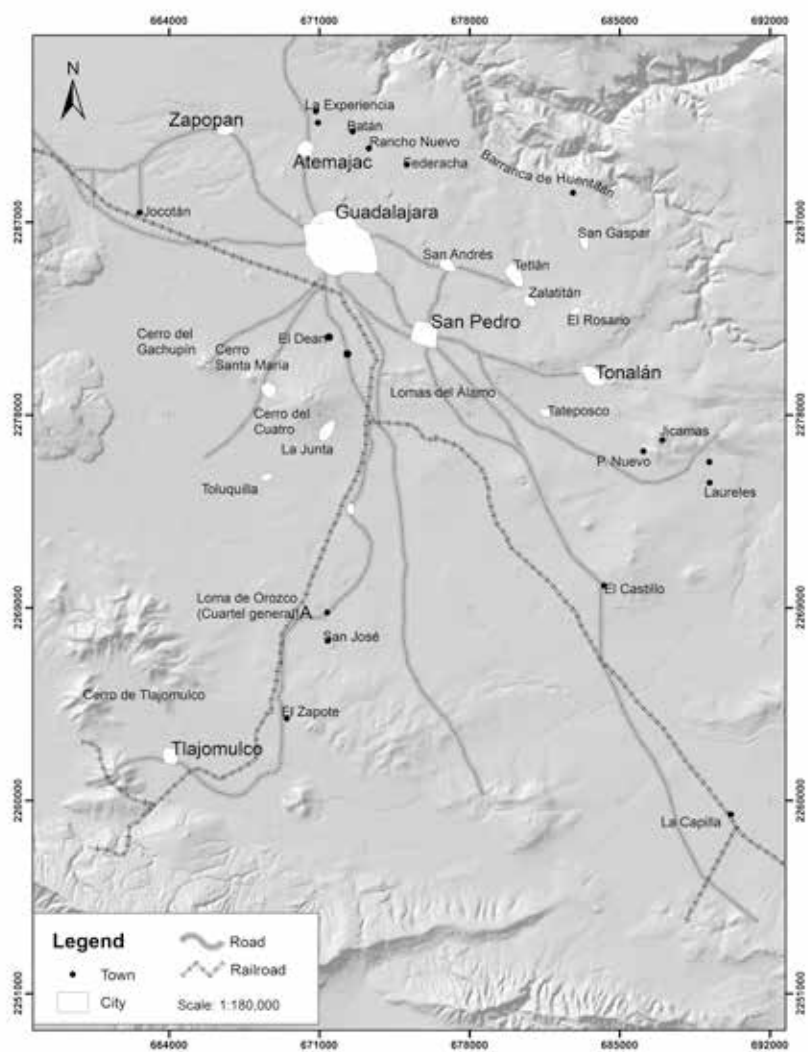 664000 671000 678000 685000 692000
N
La Experiencia
Zapopan
Batán
Rancho Nuevo
Atemajac
Federacha
Barranca de Huentitán
Jocotán
Guadalajara
2287000 2287000
San Gaspar
San Andrés
Tetlán
Zalatitán
San Pedro
El Rosario
Cerro del
Gachupín
El Dean
Cerro
Santa María
Tonalán
Lomas del Álamo
Tateposco
2278000 2278000
Cerro del
Cuatro
La Junta
Jicamas
P. Nuevo
Toluquilla
Laureles
El Castillo
Loma de Orozco
(Cuartel general)A
2269000 2269000
San José
Cerro de Tlajomulco
El Zapote
Tlajomulco
2260000 2260000
La Capilla
Legend
Road
Town
Railroad
City
Scale: 1:180,000
2251000 2251000
664000 671000 678000 685000 692000